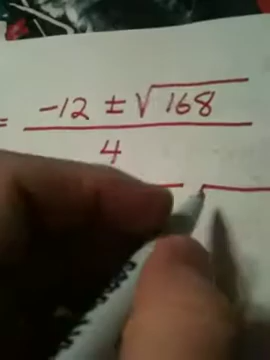 = -12 ± √168
4